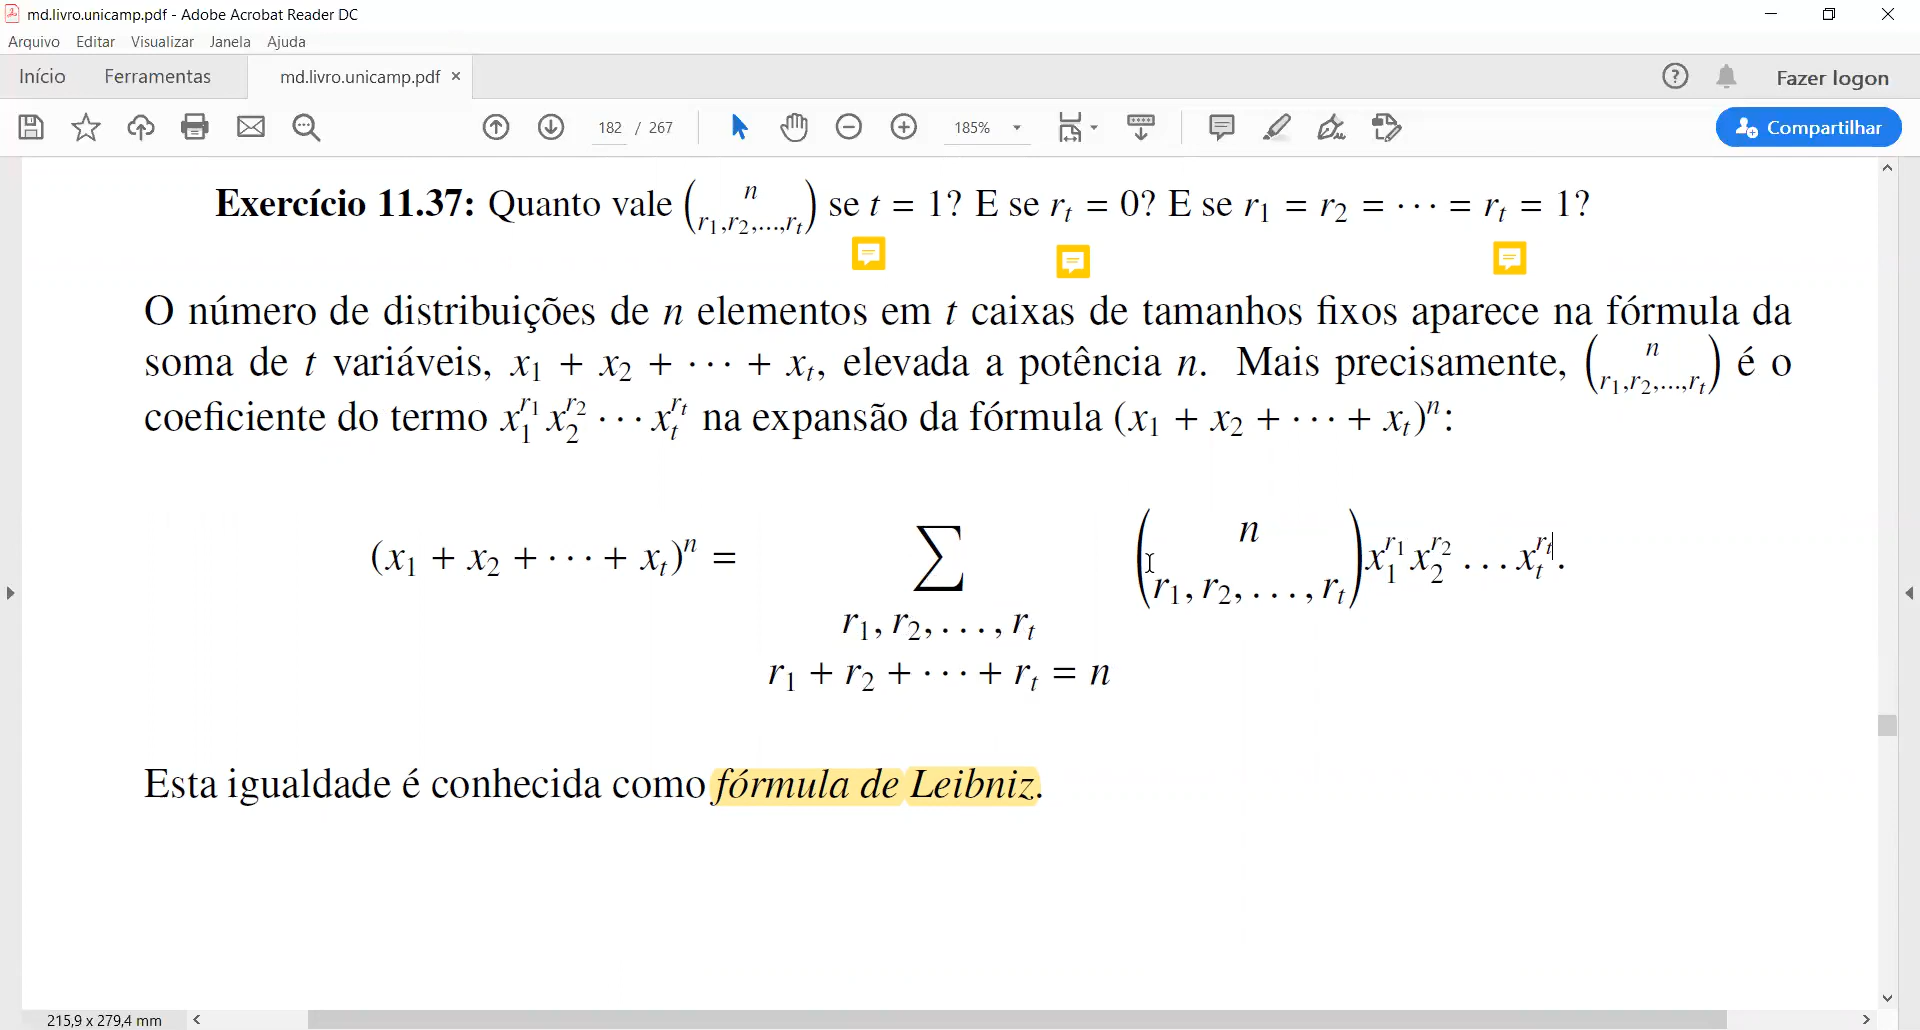 md.livro.unicamp.pdf - Adobe Acrobat Reader DC
Arquivo Editar Visualizar Janela Ajuda
Início Ferramentas md.livro.unicamp.pdf × Fazer logon
182 / 267 185% Compartilhar
Exercício 11.37: Quanto vale (n r₁,r₂,...,rₜ) se t = 1? E se rₜ = 0? E se r₁ = r₂ = ··· = rₜ = 1?
O número de distribuições de n elementos em t caixas de tamanhos fixos aparece na fórmula da
soma de t variáveis, x₁ + x₂ + ··· + xₜ, elevada a potência n. Mais precisamente, (n r₁,r₂,...,rₜ) é o
coeficiente do termo x₁^r₁ x₂^r₂ ··· xₜ^rₜ na expansão da fórmula (x₁ + x₂ + ··· + xₜ)ⁿ:
(x₁ + x₂ + ··· + xₜ)ⁿ = ∑ (n r₁, r₂, ..., rₜ) x₁^r₁ x₂^r₂ ... xₜ^rₜ.
r₁, r₂, ..., rₜ
r₁ + r₂ + ··· + rₜ = n
Esta igualdade é conhecida como fórmula de Leibniz.
215,9 x 279,4 mm